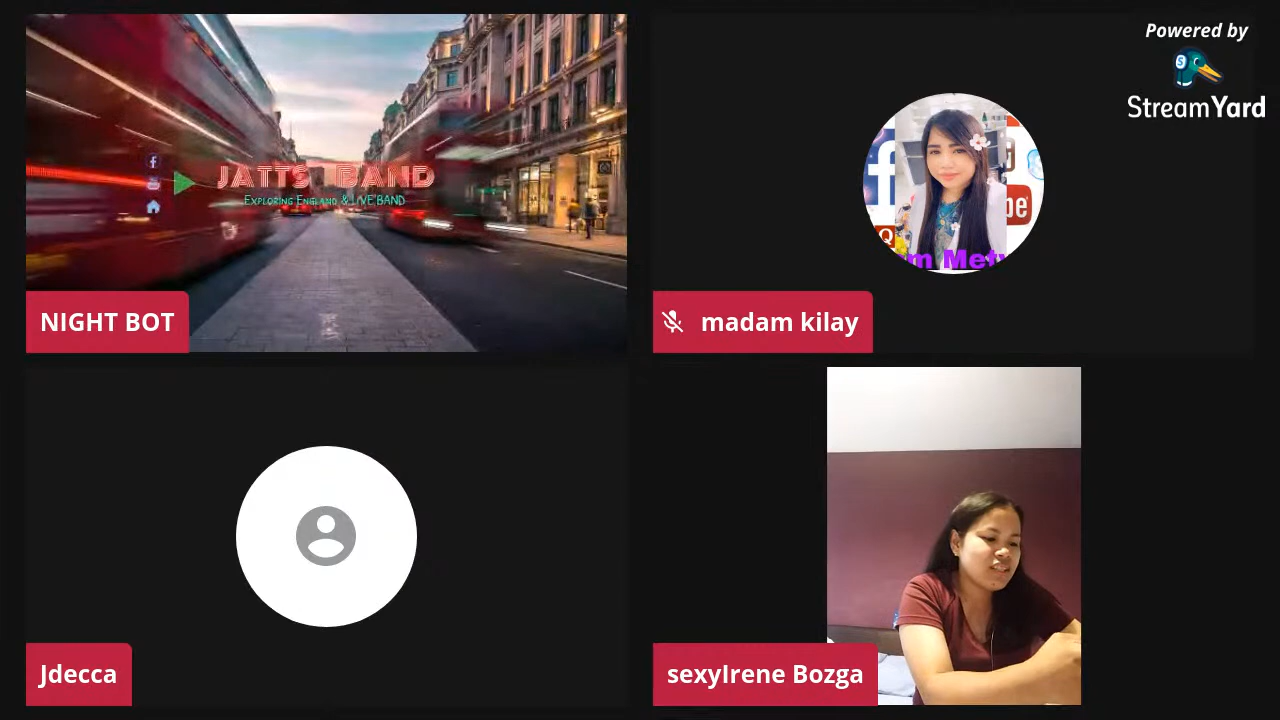 Powered by
StreamYard
JATTS BAND
EXPLORING ENGLAND & LIVE BAND
NIGHT BOT
madam kilay
Jdecca
sexyIrene Bozga